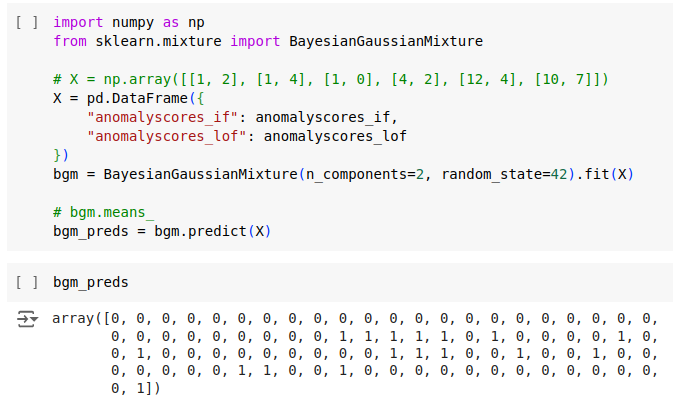 [ ] import numpy as np
from sklearn.mixture import BayesianGaussianMixture
# X = np.array([[1, 2], [1, 4], [1, 0], [4, 2], [12, 4], [10, 7]])
X = pd.DataFrame({
    "anomalyscores_if": anomalyscores_if,
    "anomalyscores_lof": anomalyscores_lof
})
bgm = BayesianGaussianMixture(n_components=2, random_state=42).fit(X)
# bgm.means_
bgm_preds = bgm.predict(X)
[ ] bgm_preds
array([0, 0, 0, 0, 0, 0, 0, 0, 0, 0, 0, 0, 0, 0, 0, 0, 0, 0, 0, 0, 0, 0,
       0, 0, 0, 0, 0, 0, 0, 0, 0, 1, 1, 1, 1, 1, 0, 1, 0, 0, 0, 0, 1, 0,
       0, 1, 0, 0, 0, 0, 0, 0, 0, 0, 0, 1, 1, 1, 0, 0, 1, 0, 0, 1, 0, 0,
       0, 0, 0, 0, 0, 1, 1, 0, 0, 1, 0, 0, 0, 0, 0, 0, 0, 0, 0, 0, 0, 0,
       0, 1])